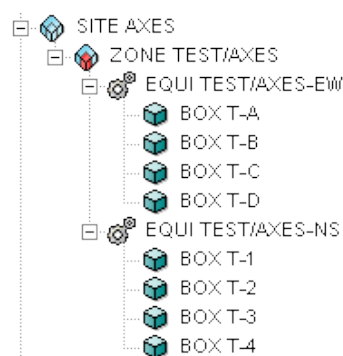 SITE AXES
ZONE TEST/AXES
EQUI TEST/AXES-EW
BOX T-A
BOX T-B
BOX T-C
BOX T-D
EQUI TEST/AXES-NS
BOX T-1
BOX T-2
BOX T-3
BOX T-4